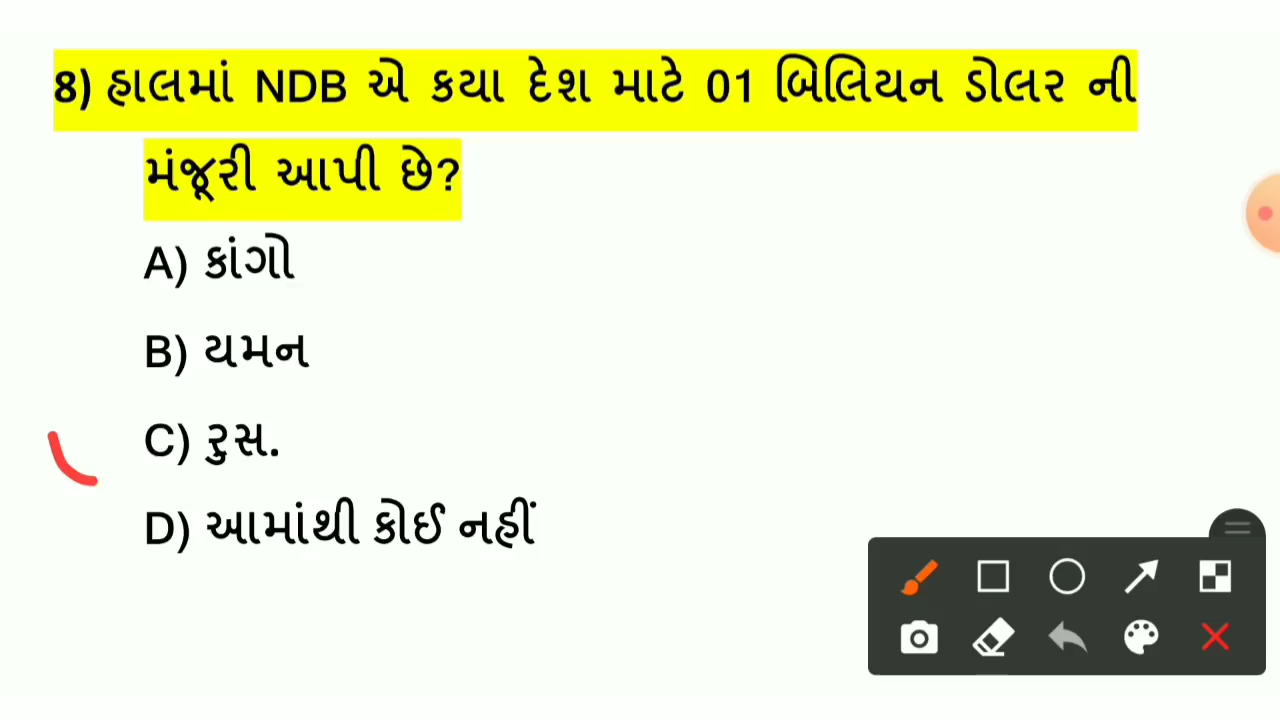 8) હાલમાં NDB એ કયા દેશ માટે 01 બિલિયન ડોલર ની
મંજૂરી આપી છે?
A) કાંગો
B) યમન
C) રુસ.
D) આમાંથી કોઈ નહીં